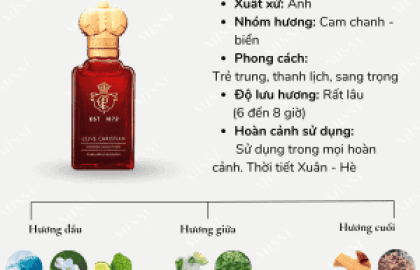 • Xuất xứ: Anh
• Nhóm hương: Cam chanh -
biển
• Phong cách:
Trẻ trung, thanh lịch, sang trọng
• Độ lưu hương: Rất lâu
(6 đến 8 giờ)
• Hoàn cảnh sử dụng:
Sử dụng trong mọi hoàn
cảnh. Thời tiết Xuân - Hè
EST 1872
CLIVE CHRISTIAN
Hương đầu
Hương giữa
Hương cuối